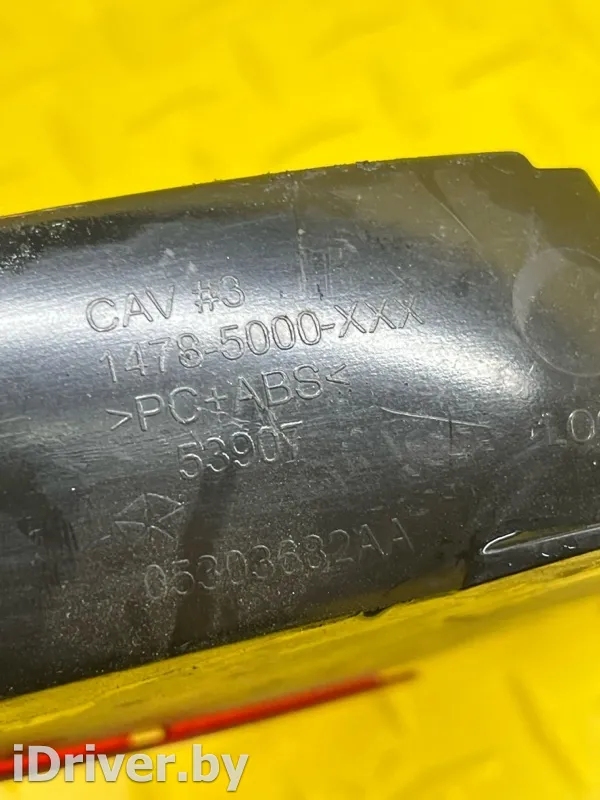 CAV #3
1478-5000-XXX
>PC+ABS<
53907
05303682AA
iDriver.by